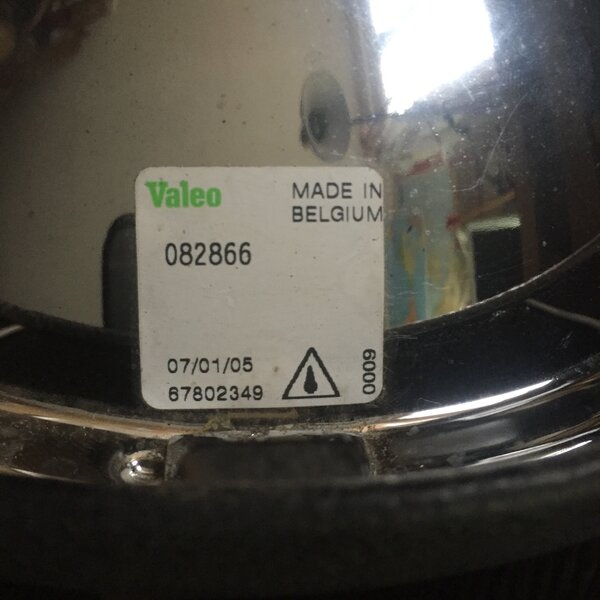 Valeo
MADE IN
BELGIUM
082866
07/01/05
67802349
0009